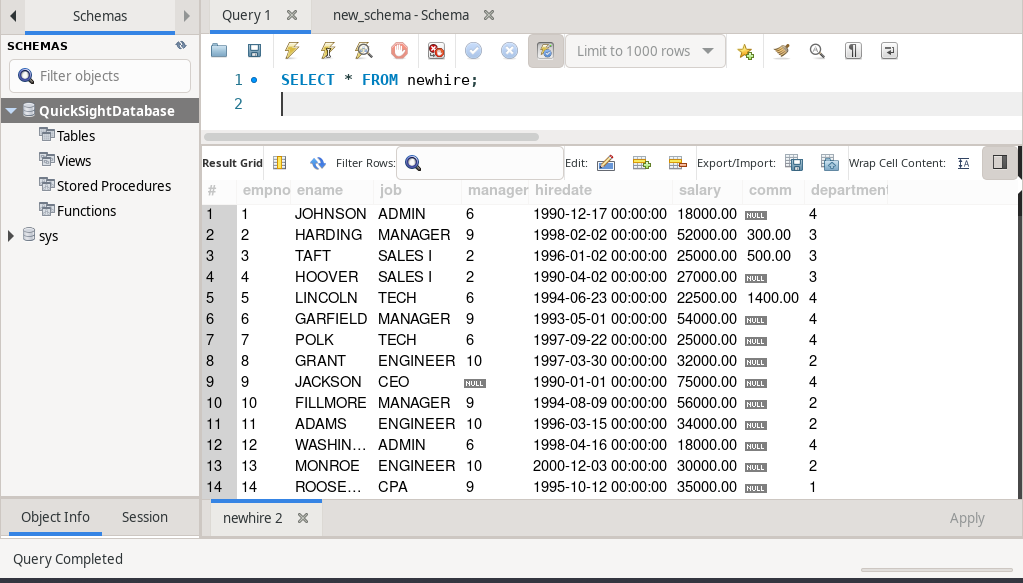 Schemas
Query 1
new_schema - Schema
SCHEMAS
Filter objects
QuickSightDatabase
Tables
Views
Stored Procedures
Functions
sys
Limit to 1000 rows
1 SELECT * FROM newhire;
2
Result Grid Filter Rows: Edit: Export/Import: Wrap Cell Content:
# empno ename job manager hiredate salary comm department
1 1 JOHNSON ADMIN 6 1990-12-17 00:00:00 18000.00 NULL 4
2 2 HARDING MANAGER 9 1998-02-02 00:00:00 52000.00 300.00 3
3 3 TAFT SALES I 2 1996-01-02 00:00:00 25000.00 500.00 3
4 4 HOOVER SALES I 2 1990-04-02 00:00:00 27000.00 NULL 3
5 5 LINCOLN TECH 6 1994-06-23 00:00:00 22500.00 1400.00 4
6 6 GARFIELD MANAGER 9 1993-05-01 00:00:00 54000.00 NULL 4
7 7 POLK TECH 6 1997-09-22 00:00:00 25000.00 NULL 4
8 8 GRANT ENGINEER 10 1997-03-30 00:00:00 32000.00 NULL 2
9 9 JACKSON CEO NULL 1990-01-01 00:00:00 75000.00 NULL 4
10 10 FILLMORE MANAGER 9 1994-08-09 00:00:00 56000.00 NULL 2
11 11 ADAMS ENGINEER 10 1996-03-15 00:00:00 34000.00 NULL 2
12 12 WASHIN... ADMIN 6 1998-04-16 00:00:00 18000.00 NULL 4
13 13 MONROE ENGINEER 10 2000-12-03 00:00:00 30000.00 NULL 2
14 14 ROOSE... CPA 9 1995-10-12 00:00:00 35000.00 NULL 1
Object Info Session
newhire 2
Apply
Query Completed